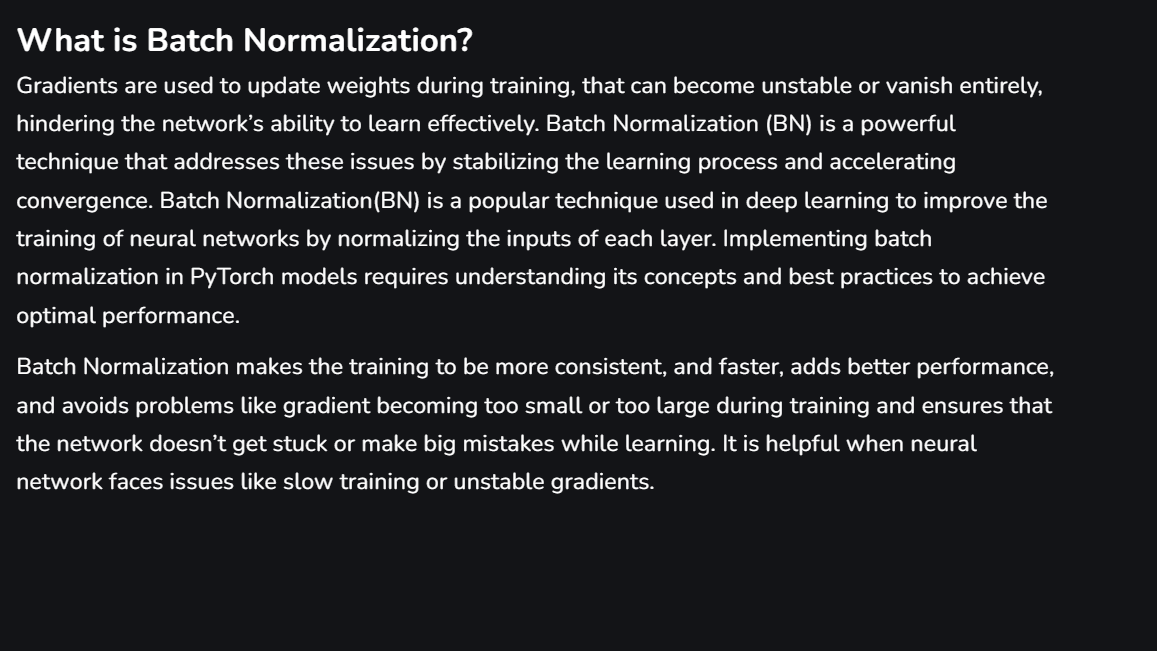 What is Batch Normalization?
Gradients are used to update weights during training, that can become unstable or vanish entirely,
hindering the network’s ability to learn effectively. Batch Normalization (BN) is a powerful
technique that addresses these issues by stabilizing the learning process and accelerating
convergence. Batch Normalization(BN) is a popular technique used in deep learning to improve the
training of neural networks by normalizing the inputs of each layer. Implementing batch
normalization in PyTorch models requires understanding its concepts and best practices to achieve
optimal performance.
Batch Normalization makes the training to be more consistent, and faster, adds better performance,
and avoids problems like gradient becoming too small or too large during training and ensures that
the network doesn’t get stuck or make big mistakes while learning. It is helpful when neural
network faces issues like slow training or unstable gradients.